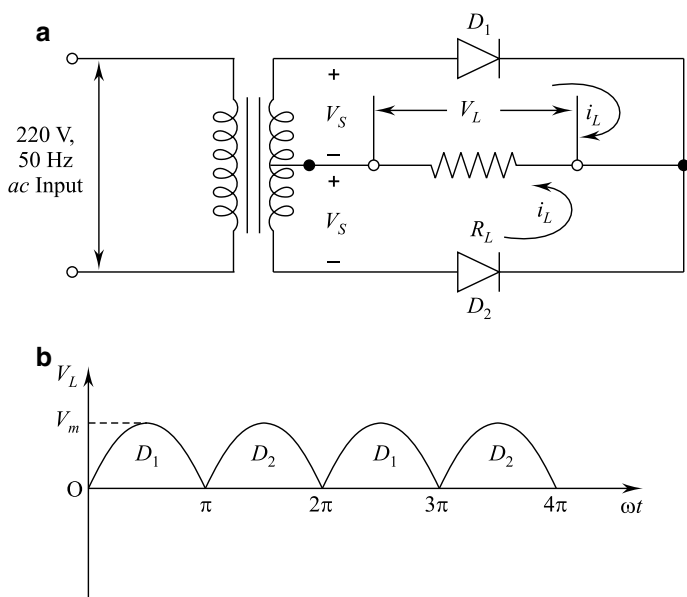 a
D1
+
VS
−
VL
iL
220 V,
50 Hz
ac Input
+
VS
−
iL
RL
D2
b
VL
Vm
D1
D2
D1
D2
O
π
2π
3π
4π
ωt